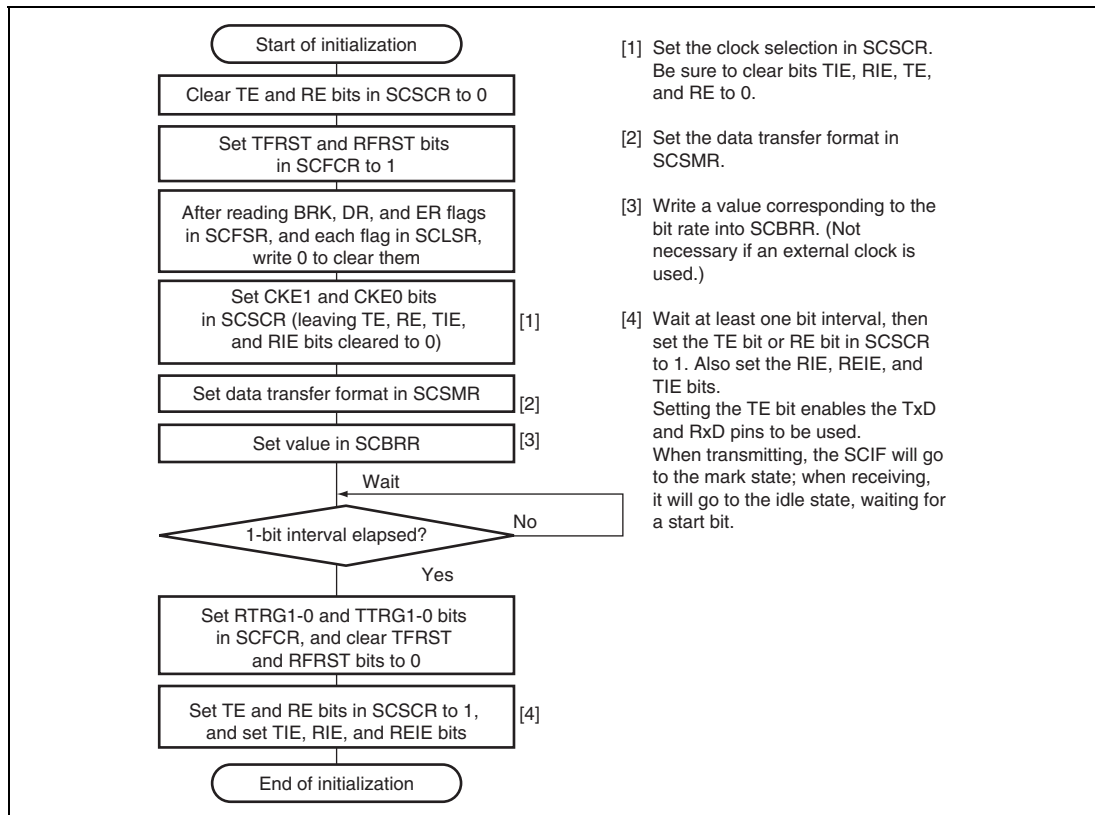 Start of initialization
Clear TE and RE bits in SCSCR to 0
Set TFRST and RFRST bits
in SCFCR to 1
After reading BRK, DR, and ER flags
in SCFSR, and each flag in SCLSR,
write 0 to clear them
Set CKE1 and CKE0 bits
in SCSCR (leaving TE, RE, TIE,
and RIE bits cleared to 0)
[1]
Set data transfer format in SCSMR
[2]
Set value in SCBRR
[3]
Wait
1-bit interval elapsed?
No
Yes
Set RTRG1-0 and TTRG1-0 bits
in SCFCR, and clear TFRST
and RFRST bits to 0
Set TE and RE bits in SCSCR to 1,
and set TIE, RIE, and REIE bits
[4]
End of initialization
[1] Set the clock selection in SCSCR.
Be sure to clear bits TIE, RIE, TE,
and RE to 0.
[2] Set the data transfer format in
SCSMR.
[3] Write a value corresponding to the
bit rate into SCBRR. (Not
necessary if an external clock is
used.)
[4] Wait at least one bit interval, then
set the TE bit or RE bit in SCSCR
to 1. Also set the RIE, REIE, and
TIE bits.
Setting the TE bit enables the TxD
and RxD pins to be used.
When transmitting, the SCIF will go
to the mark state; when receiving,
it will go to the idle state, waiting for
a start bit.